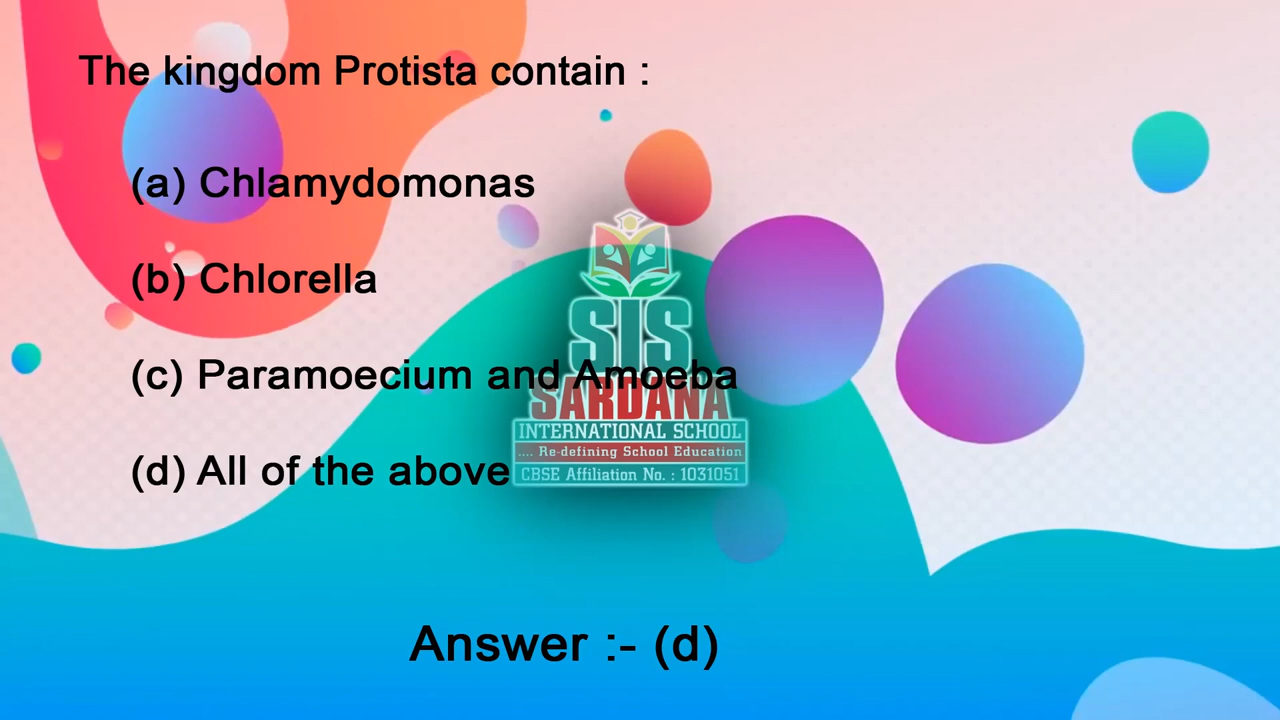 The kingdom Protista contain :
(a) Chlamydomonas
(b) Chlorella
(c) Paramoecium and Amoeba
(d) All of the above
SIS
SARDANA
INTERNATIONAL SCHOOL
.... Re-defining School Education
CBSE Affiliation No. : 1031051
Answer :- (d)